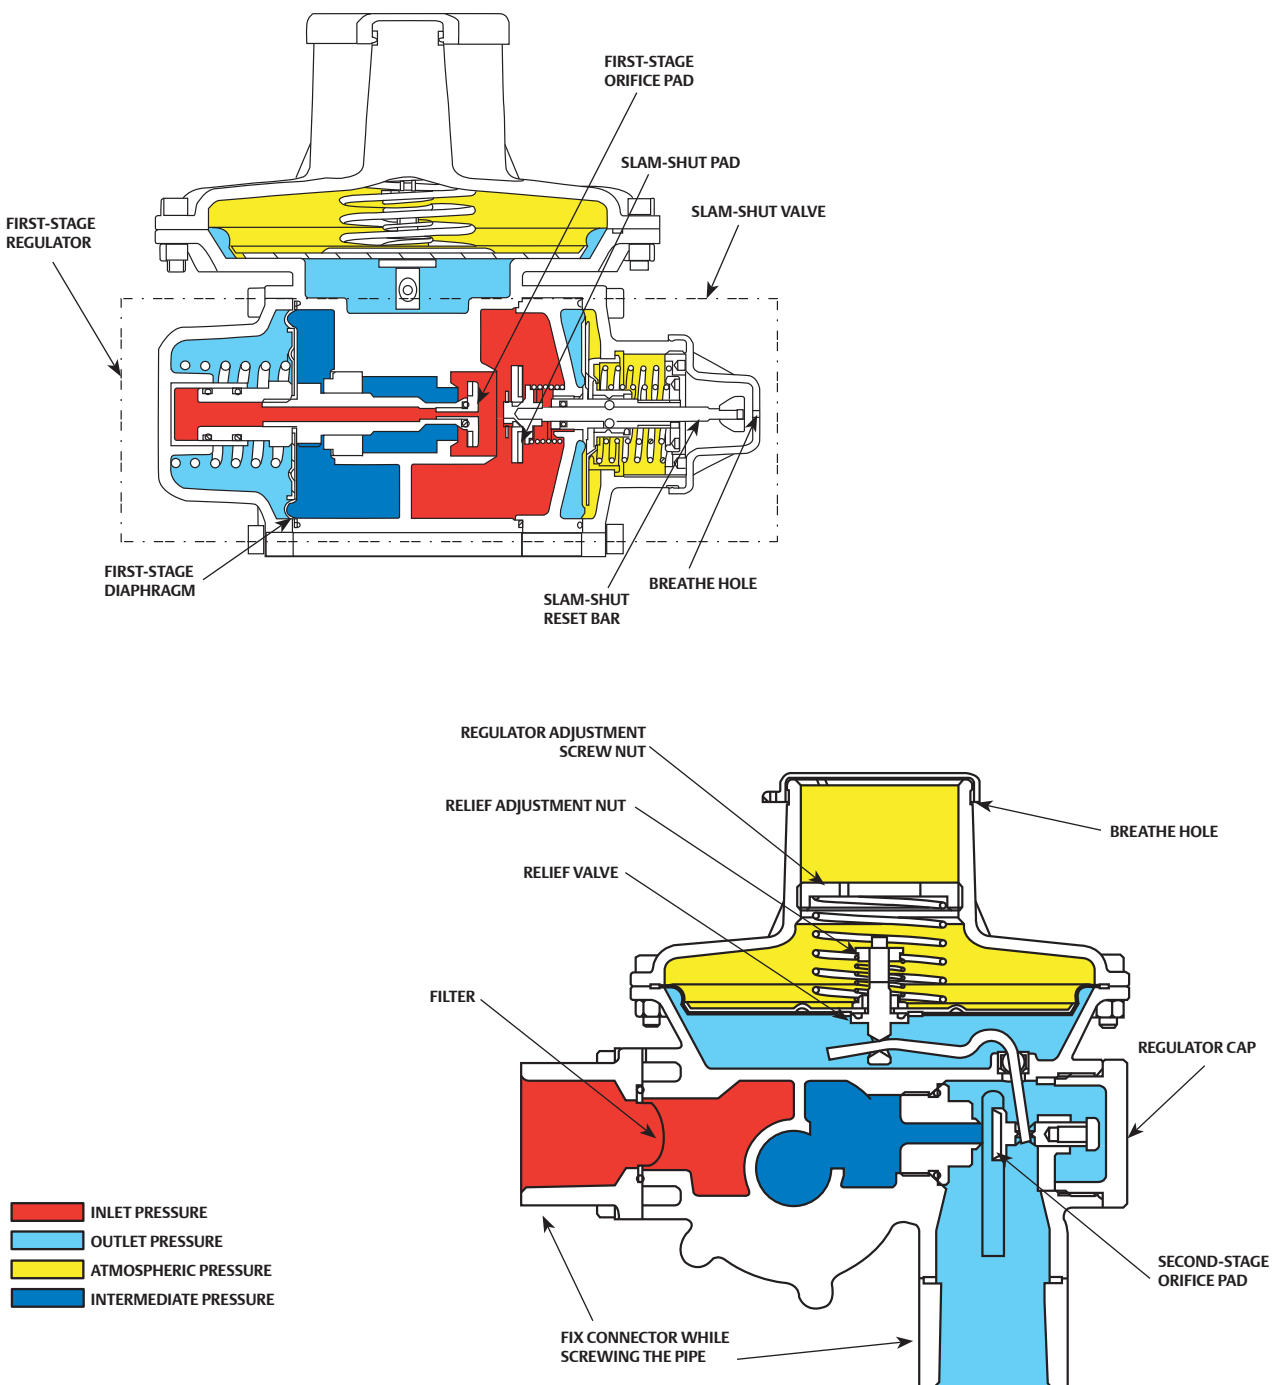 FIRST-STAGE
ORIFICE PAD
SLAM-SHUT PAD
SLAM-SHUT VALVE
FIRST-STAGE
REGULATOR
FIRST-STAGE
DIAPHRAGM
BREATHE HOLE
SLAM-SHUT
RESET BAR
REGULATOR ADJUSTMENT
SCREW NUT
RELIEF ADJUSTMENT NUT
BREATHE HOLE
RELIEF VALVE
FILTER
REGULATOR CAP
INLET PRESSURE
OUTLET PRESSURE
ATMOSPHERIC PRESSURE
INTERMEDIATE PRESSURE
SECOND-STAGE
ORIFICE PAD
FIX CONNECTOR WHILE
SCREWING THE PIPE